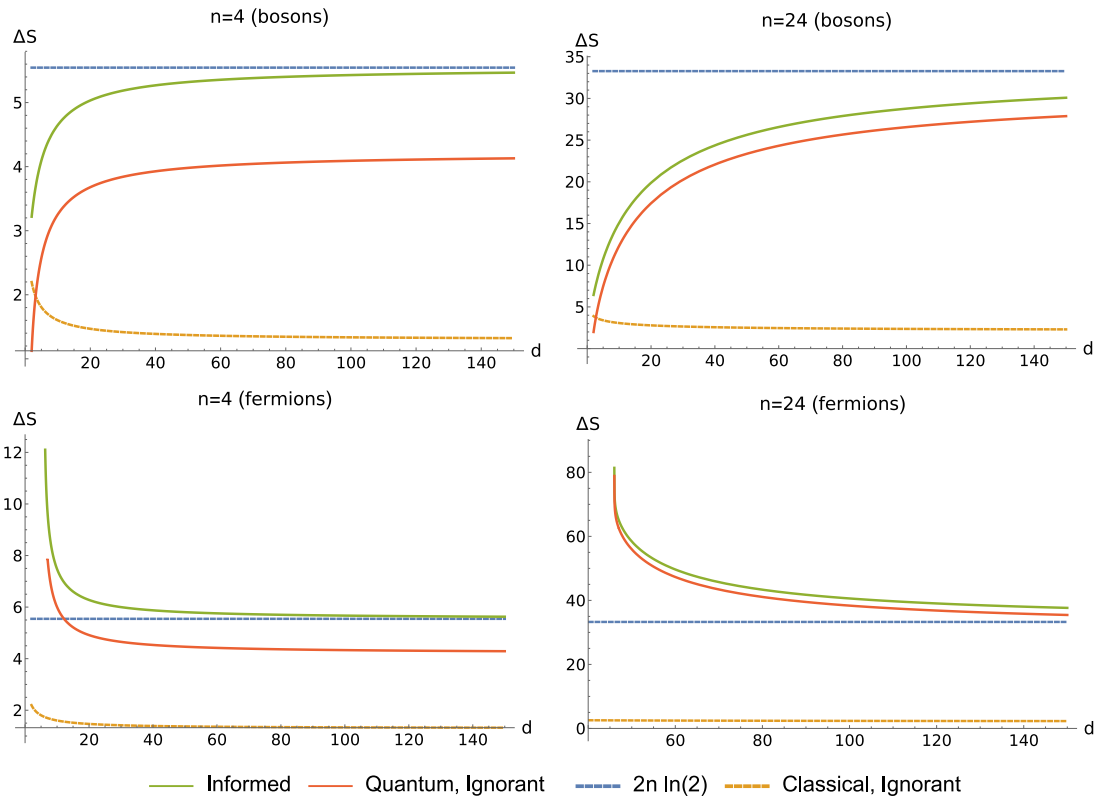 n=4 (bosons)
ΔS
5
4
3
2
20 40 60 80 100 120 140 d
n=24 (bosons)
ΔS
35
30
25
20
15
10
5
20 40 60 80 100 120 140 d
n=4 (fermions)
ΔS
12
10
8
6
4
2
20 40 60 80 100 120 140 d
n=24 (fermions)
ΔS
80
60
40
20
0
60 80 100 120 140 d
Informed Quantum, Ignorant 2n ln(2) Classical, Ignorant